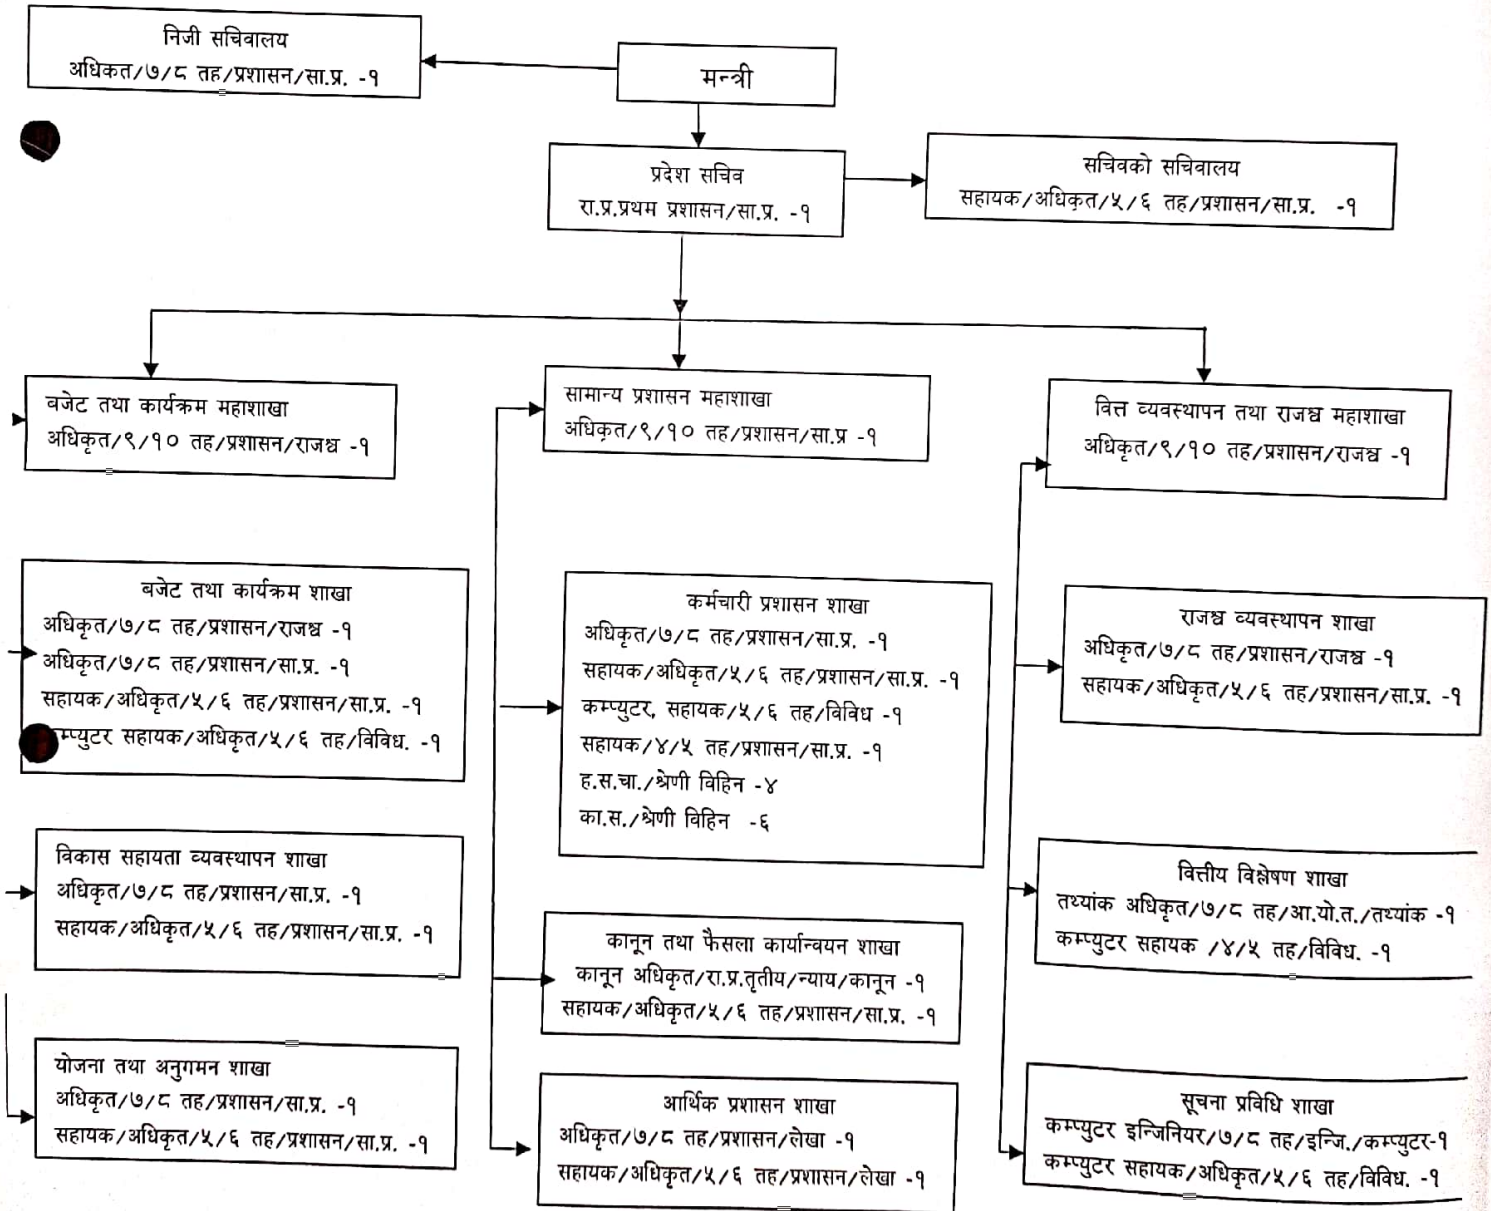 निजी सचिवालय
अधिकत/७/८ तह/प्रशासन/सा.प्र. -१
मन्त्री
प्रदेश सचिव
रा.प्र.प्रथम प्रशासन/सा.प्र. -१
सचिवको सचिवालय
सहायक/अधिकृत/५/६ तह/प्रशासन/सा.प्र. -१
बजेट तथा कार्यक्रम महाशाखा
अधिकृत/९/१० तह/प्रशासन/राजश्व -१
सामान्य प्रशासन महाशाखा
अधिकृत/९/१० तह/प्रशासन/सा.प्र -१
वित्त व्यवस्थापन तथा राजश्व महाशाखा
अधिकृत/९/१० तह/प्रशासन/राजश्व -१
बजेट तथा कार्यक्रम शाखा
अधिकृत/७/८ तह/प्रशासन/राजश्व -१
अधिकृत/७/८ तह/प्रशासन/सा.प्र. -१
सहायक/अधिकृत/५/६ तह/प्रशासन/सा.प्र. -१
कम्प्युटर सहायक/अधिकृत/५/६ तह/विविध. -१
कर्मचारी प्रशासन शाखा
अधिकृत/७/८ तह/प्रशासन/सा.प्र. -१
सहायक/अधिकृत/५/६ तह/प्रशासन/सा.प्र. -१
कम्प्युटर, सहायक/५/६ तह/विविध -१
सहायक/४/५ तह/प्रशासन/सा.प्र. -१
ह.स.चा./श्रेणी विहिन -४
का.स./श्रेणी विहिन -६
राजश्व व्यवस्थापन शाखा
अधिकृत/७/८ तह/प्रशासन/राजश्व -१
सहायक/अधिकृत/५/६ तह/प्रशासन/सा.प्र. -१
विकास सहायता व्यवस्थापन शाखा
अधिकृत/७/८ तह/प्रशासन/सा.प्र. -१
सहायक/अधिकृत/५/६ तह/प्रशासन/सा.प्र. -१
कानून तथा फैसला कार्यान्वयन शाखा
कानून अधिकृत/रा.प्र.तृतीय/न्याय/कानून -१
सहायक/अधिकृत/५/६ तह/प्रशासन/सा.प्र. -१
वित्तीय विश्लेषण शाखा
तथ्यांक अधिकृत/७/८ तह/आ.यो.त./तथ्यांक -१
कम्प्युटर सहायक /४/५ तह/विविध. -१
योजना तथा अनुगमन शाखा
अधिकृत/७/८ तह/प्रशासन/सा.प्र. -१
सहायक/अधिकृत/५/६ तह/प्रशासन/सा.प्र. -१
आर्थिक प्रशासन शाखा
अधिकृत/७/८ तह/प्रशासन/लेखा -१
सहायक/अधिकृत/५/६ तह/प्रशासन/लेखा -१
सूचना प्रविधि शाखा
कम्प्युटर इन्जिनियर/७/८ तह/इन्जि./कम्प्युटर-१
कम्प्युटर सहायक/अधिकृत/५/६ तह/विविध. -१